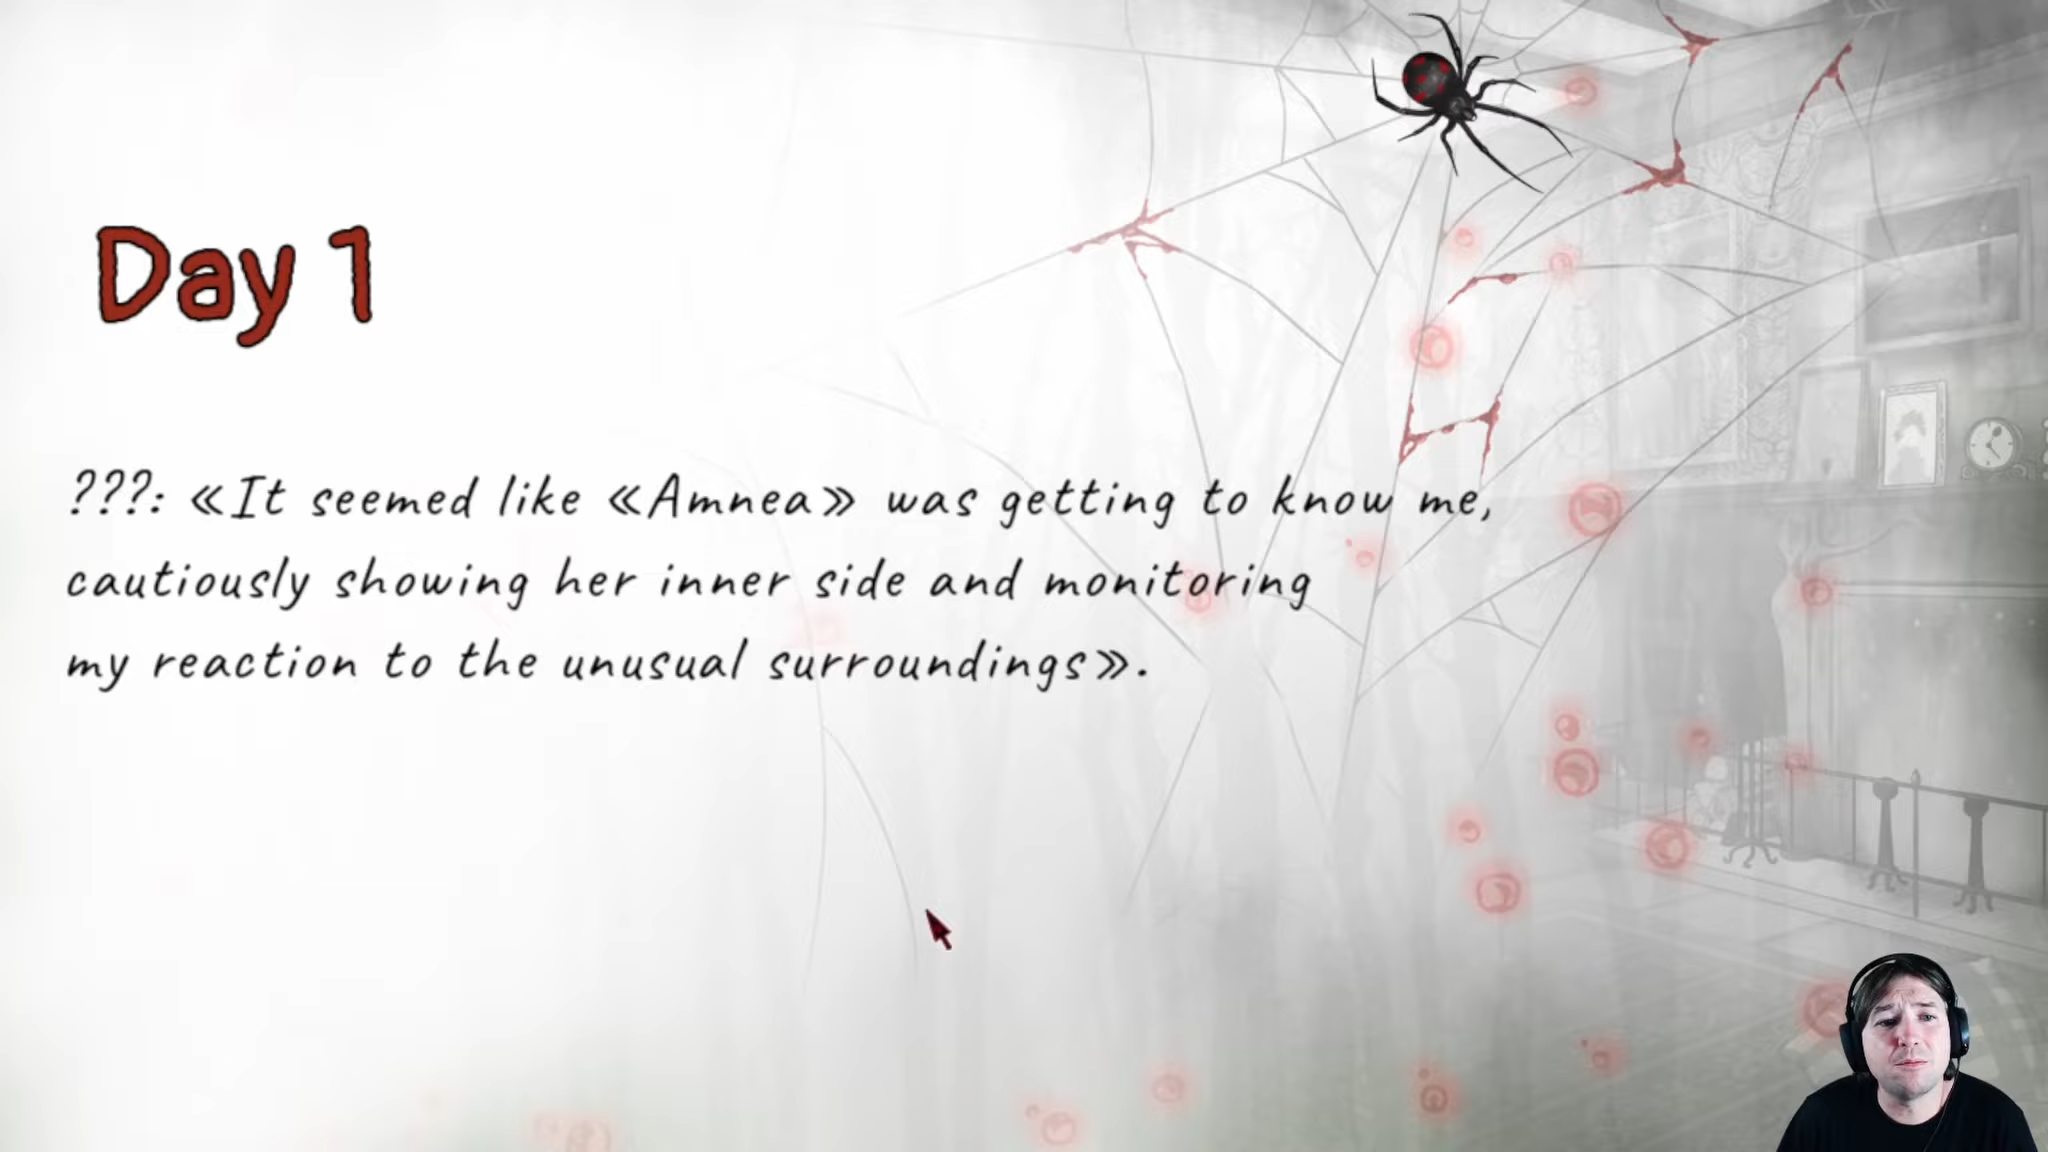 Day 1
???: «It seemed like «Amnea» was getting to know me,
cautiously showing her inner side and monitoring
my reaction to the unusual surroundings».